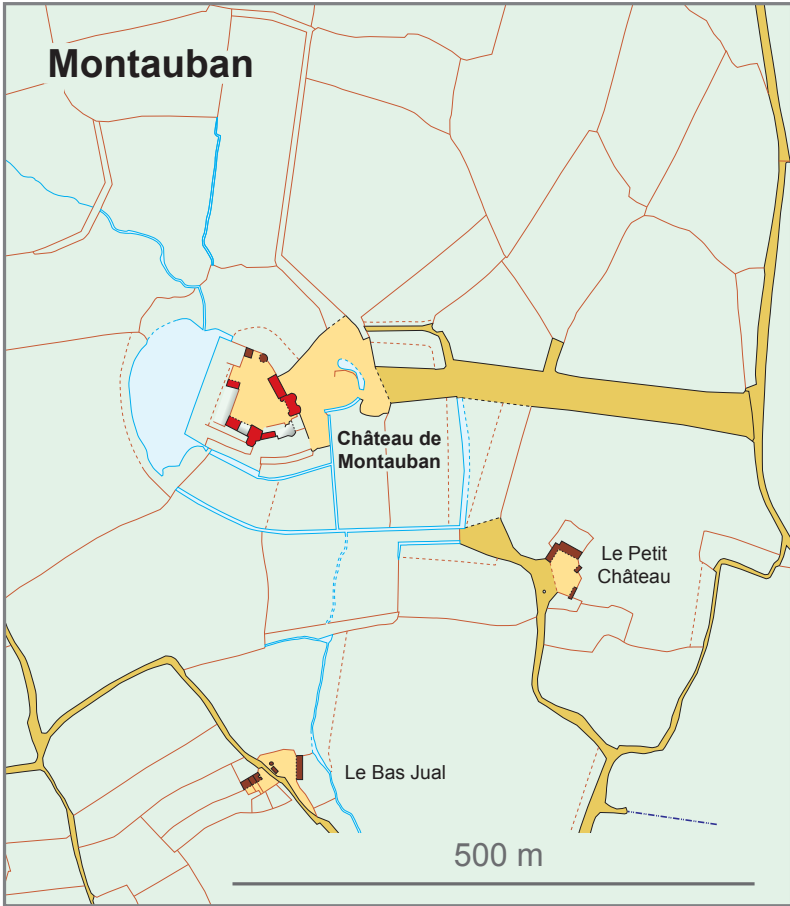 Montauban
Château de
Montauban
Le Petit
Château
Le Bas Jual
500 m